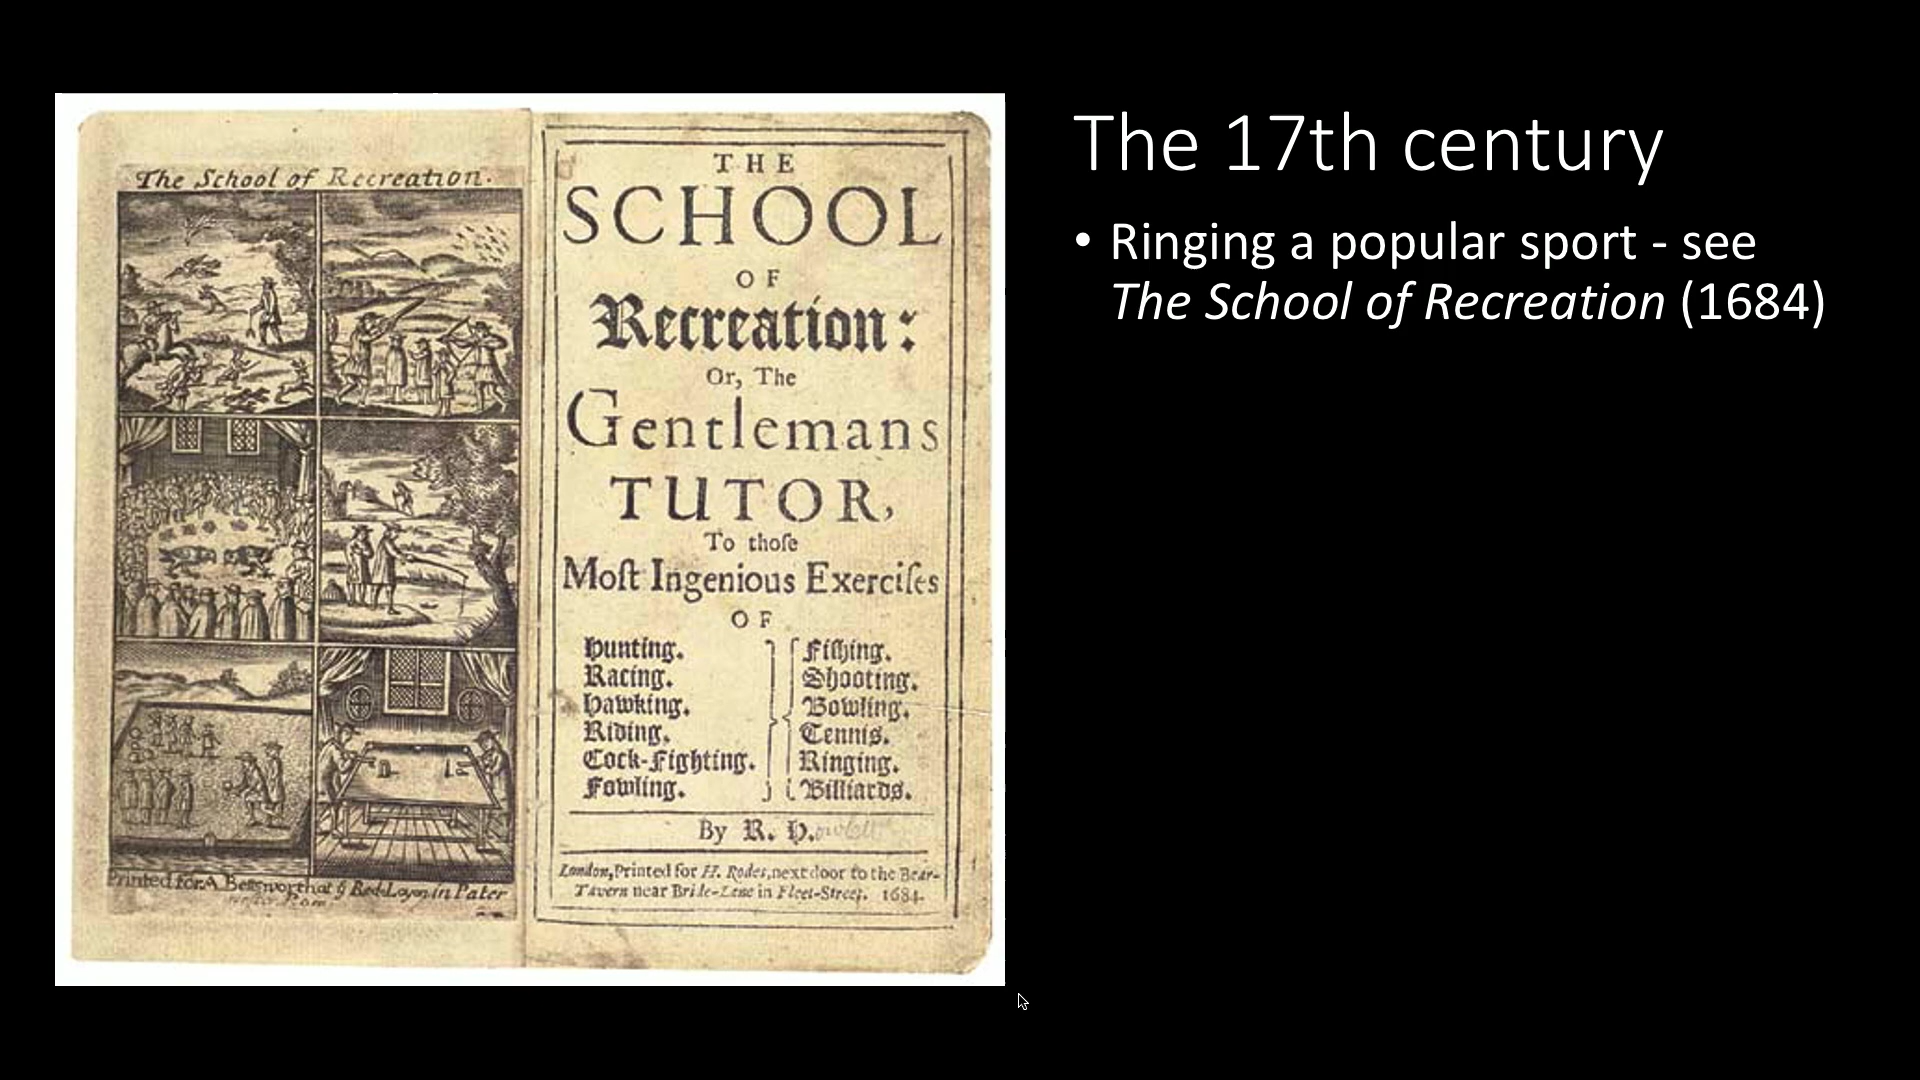 The School of Recreation.
Printed for A Bettsworth at ye Red Lyon in Pater
THE
SCHOOL
OF
Recreation:
Or, The
Gentlemans
TUTOR,
To thoſe
Moſt Ingenious Exerciſes
OF
Hunting.
Racing.
Hawking.
Riding.
Cock-Fighting.
Fowling.
Fiſhing.
Shooting.
Bowling.
Tennis.
Ringing.
Billiards.
By R. H.
London, Printed for H. Rodes, next door to the Bear-
Tavern near Bride-Lane in Fleet-Street. 1684.
The 17th century
• Ringing a popular sport - see
The School of Recreation (1684)